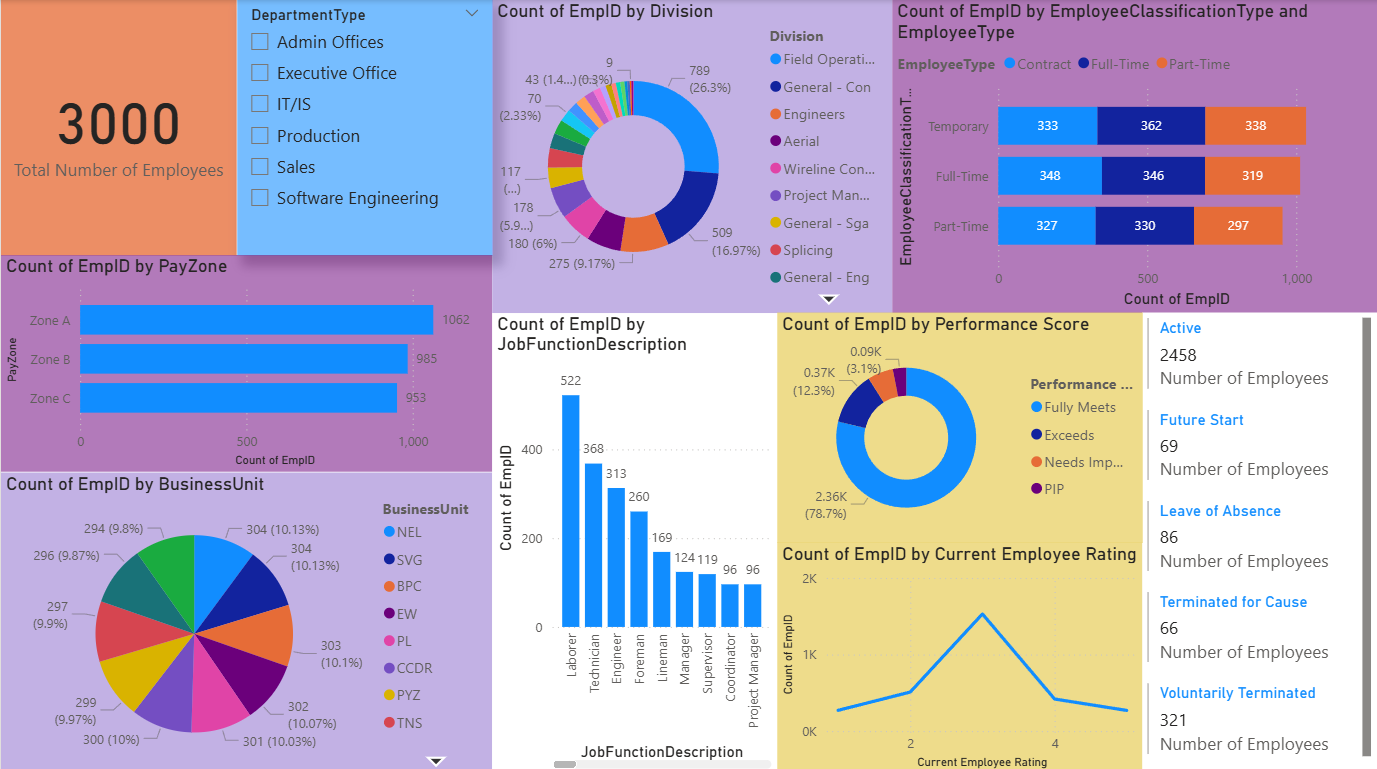 3000
Total Number of Employees
DepartmentType
Admin Offices
Executive Office
IT/IS
Production
Sales
Software Engineering
Count of EmpID by Division
789
(26.3%)
509
(16.97%)
275 (9.17%)
180 (6%)
178
(5.9...)
117
(...)
70
(2.33%)
43 (1.4...)
(0.3%)
9
Division
Field Operati...
General - Con
Engineers
Aerial
Wireline Con...
Project Man...
General - Sga
Splicing
General - Eng
Count of EmpID by EmployeeClassificationType and
EmployeeType
EmployeeType Contract Full-Time Part-Time
EmployeeClassificationT...
Temporary 333 362 338
Full-Time 348 346 319
Part-Time 327 330 297
0 500 1,000
Count of EmpID
Count of EmpID by PayZone
PayZone
Zone A 1062
Zone B 985
Zone C 953
0 500 1,000
Count of EmpID
Count of EmpID by BusinessUnit
304 (10.13%)
304
(10.13%)
303
(10.1%)
302
(10.07%)
301 (10.03%)
300 (10%)
299
(9.97%)
297
(9.9%)
296 (9.87%)
294 (9.8%)
BusinessUnit
NEL
SVG
BPC
EW
PL
CCDR
PYZ
TNS
Count of EmpID by
JobFunctionDescription
Count of EmpID
400
200
0
522
368
313
260
169
124
119
96
96
Laborer
Technician
Engineer
Foreman
Lineman
Manager
Supervisor
Coordinator
Project Manager
JobFunctionDescription
Count of EmpID by Performance Score
0.09K
(3.1%)
0.37K
(12.3%)
2.36K
(78.7%)
Performance ...
Fully Meets
Exceeds
Needs Imp...
PIP
Count of EmpID by Current Employee Rating
Count of EmpID
2K
1K
0K
2 4
Current Employee Rating
Active
2458
Number of Employees
Future Start
69
Number of Employees
Leave of Absence
86
Number of Employees
Terminated for Cause
66
Number of Employees
Voluntarily Terminated
321
Number of Employees